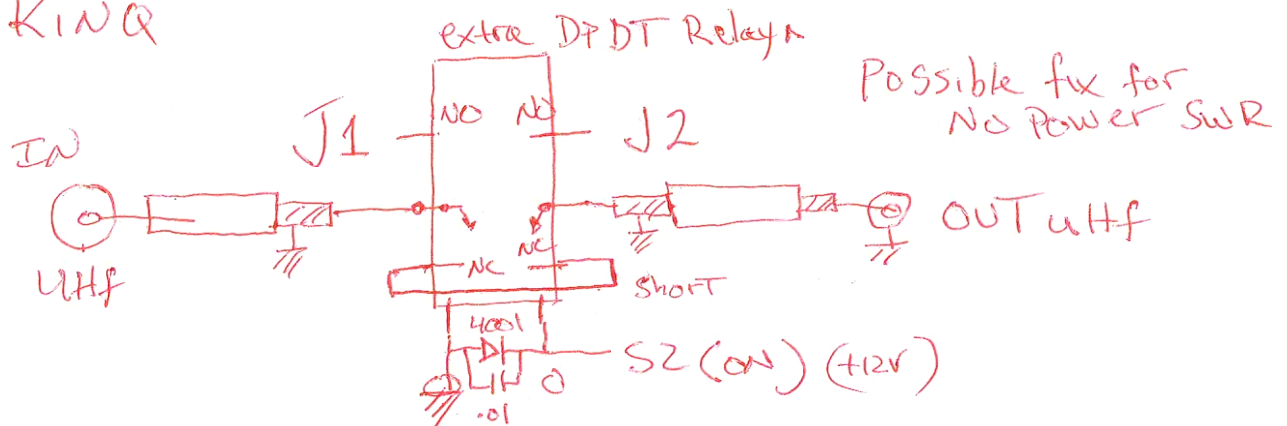 K1NQ
extra DPDT Relay
Possible fix for
No Power SWR
NO NO
J1
J2
IN
OUT UHf
UHf
NC
NC
short
4001
S2 (ON) (+12V)
.01